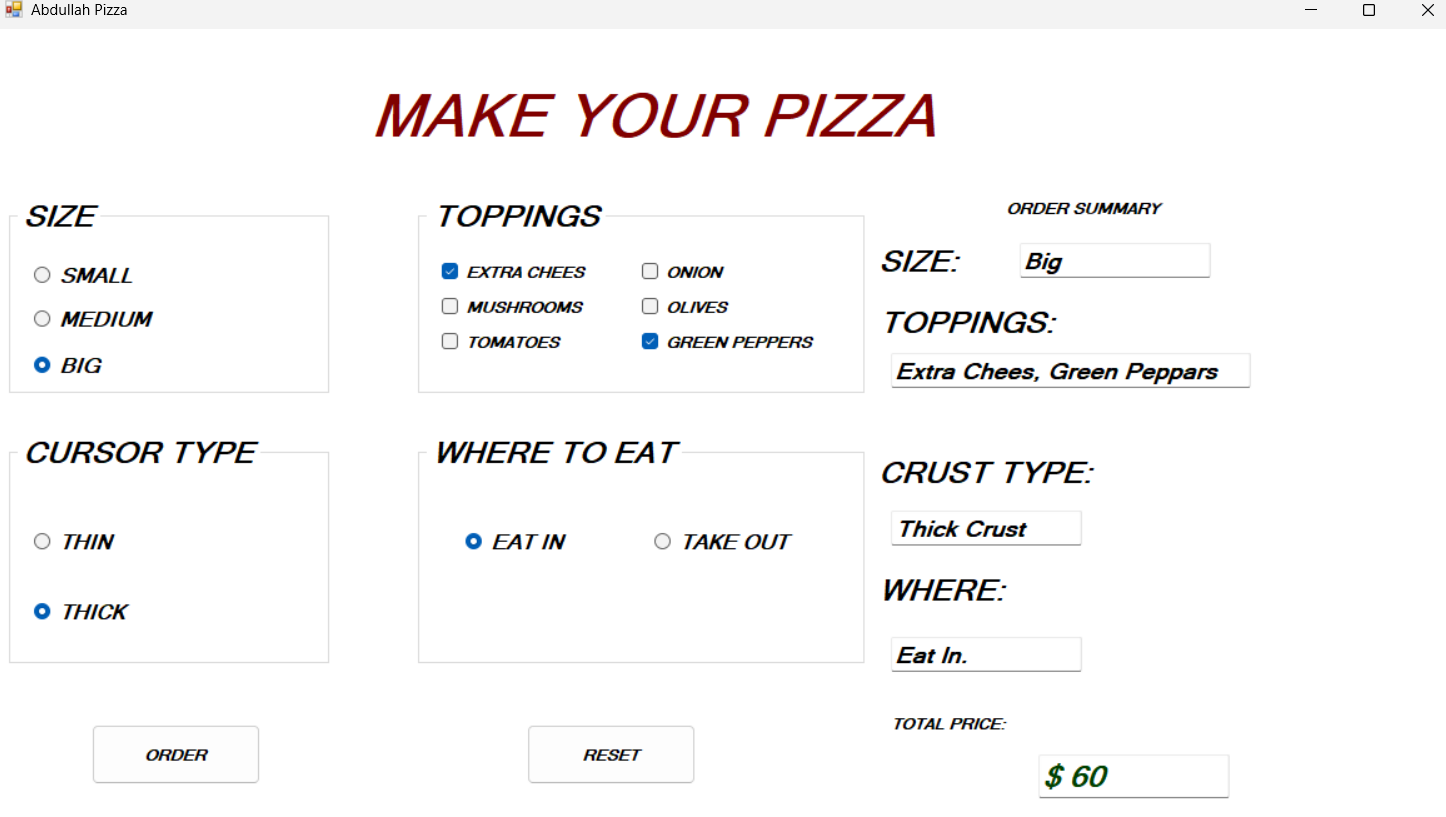 Abdullah Pizza
MAKE YOUR PIZZA
SIZE
SMALL
MEDIUM
BIG
TOPPINGS
EXTRA CHEES
ONION
MUSHROOMS
OLIVES
TOMATOES
GREEN PEPPERS
CURSOR TYPE
THIN
THICK
WHERE TO EAT
EAT IN
TAKE OUT
ORDER
RESET
ORDER SUMMARY
SIZE:
Big
TOPPINGS:
Extra Chees, Green Peppars
CRUST TYPE:
Thick Crust
WHERE:
Eat In.
TOTAL PRICE:
$ 60